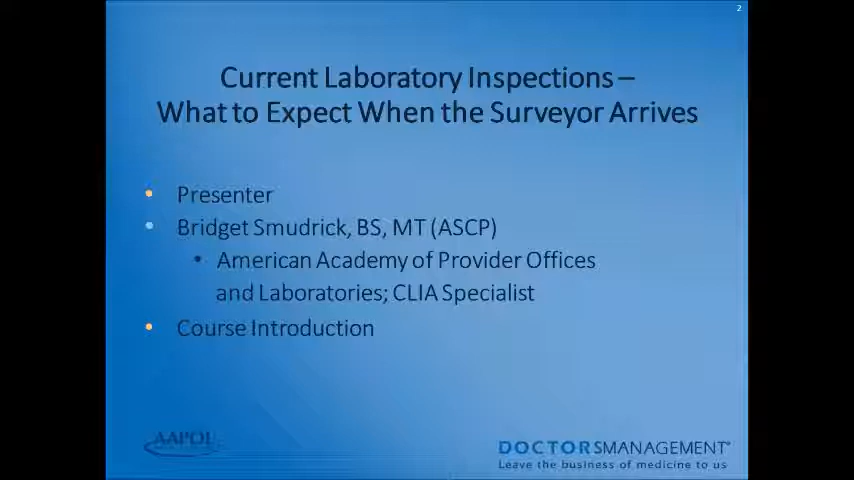 2
Current Laboratory Inspections –
What to Expect When the Surveyor Arrives
• Presenter
• Bridget Smudrick, BS, MT (ASCP)
• American Academy of Provider Offices
and Laboratories; CLIA Specialist
• Course Introduction
AAPOL
DOCTORSMANAGEMENT®
Leave the business of medicine to us